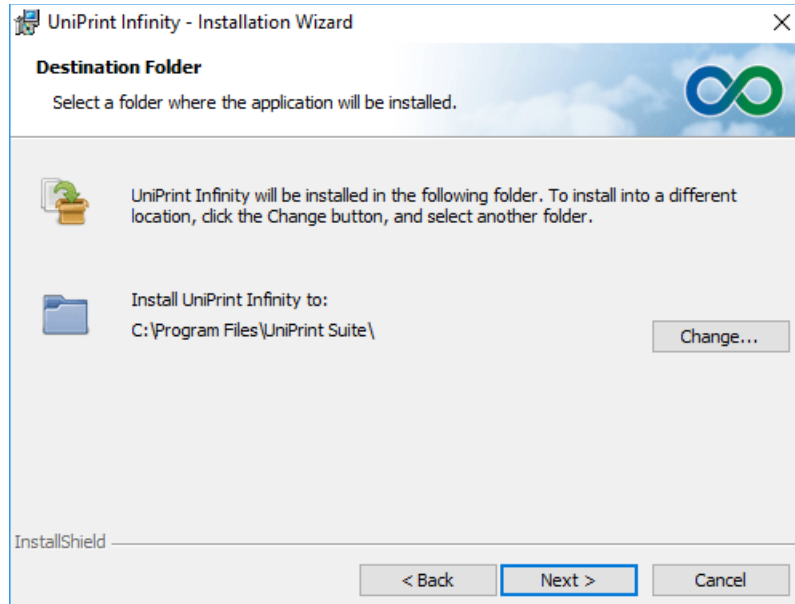 UniPrint Infinity - Installation Wizard
Destination Folder
Select a folder where the application will be installed.
UniPrint Infinity will be installed in the following folder. To install into a different
location, click the Change button, and select another folder.
Install UniPrint Infinity to:
C:\Program Files\UniPrint Suite\
Change...
InstallShield
< Back
Next >
Cancel